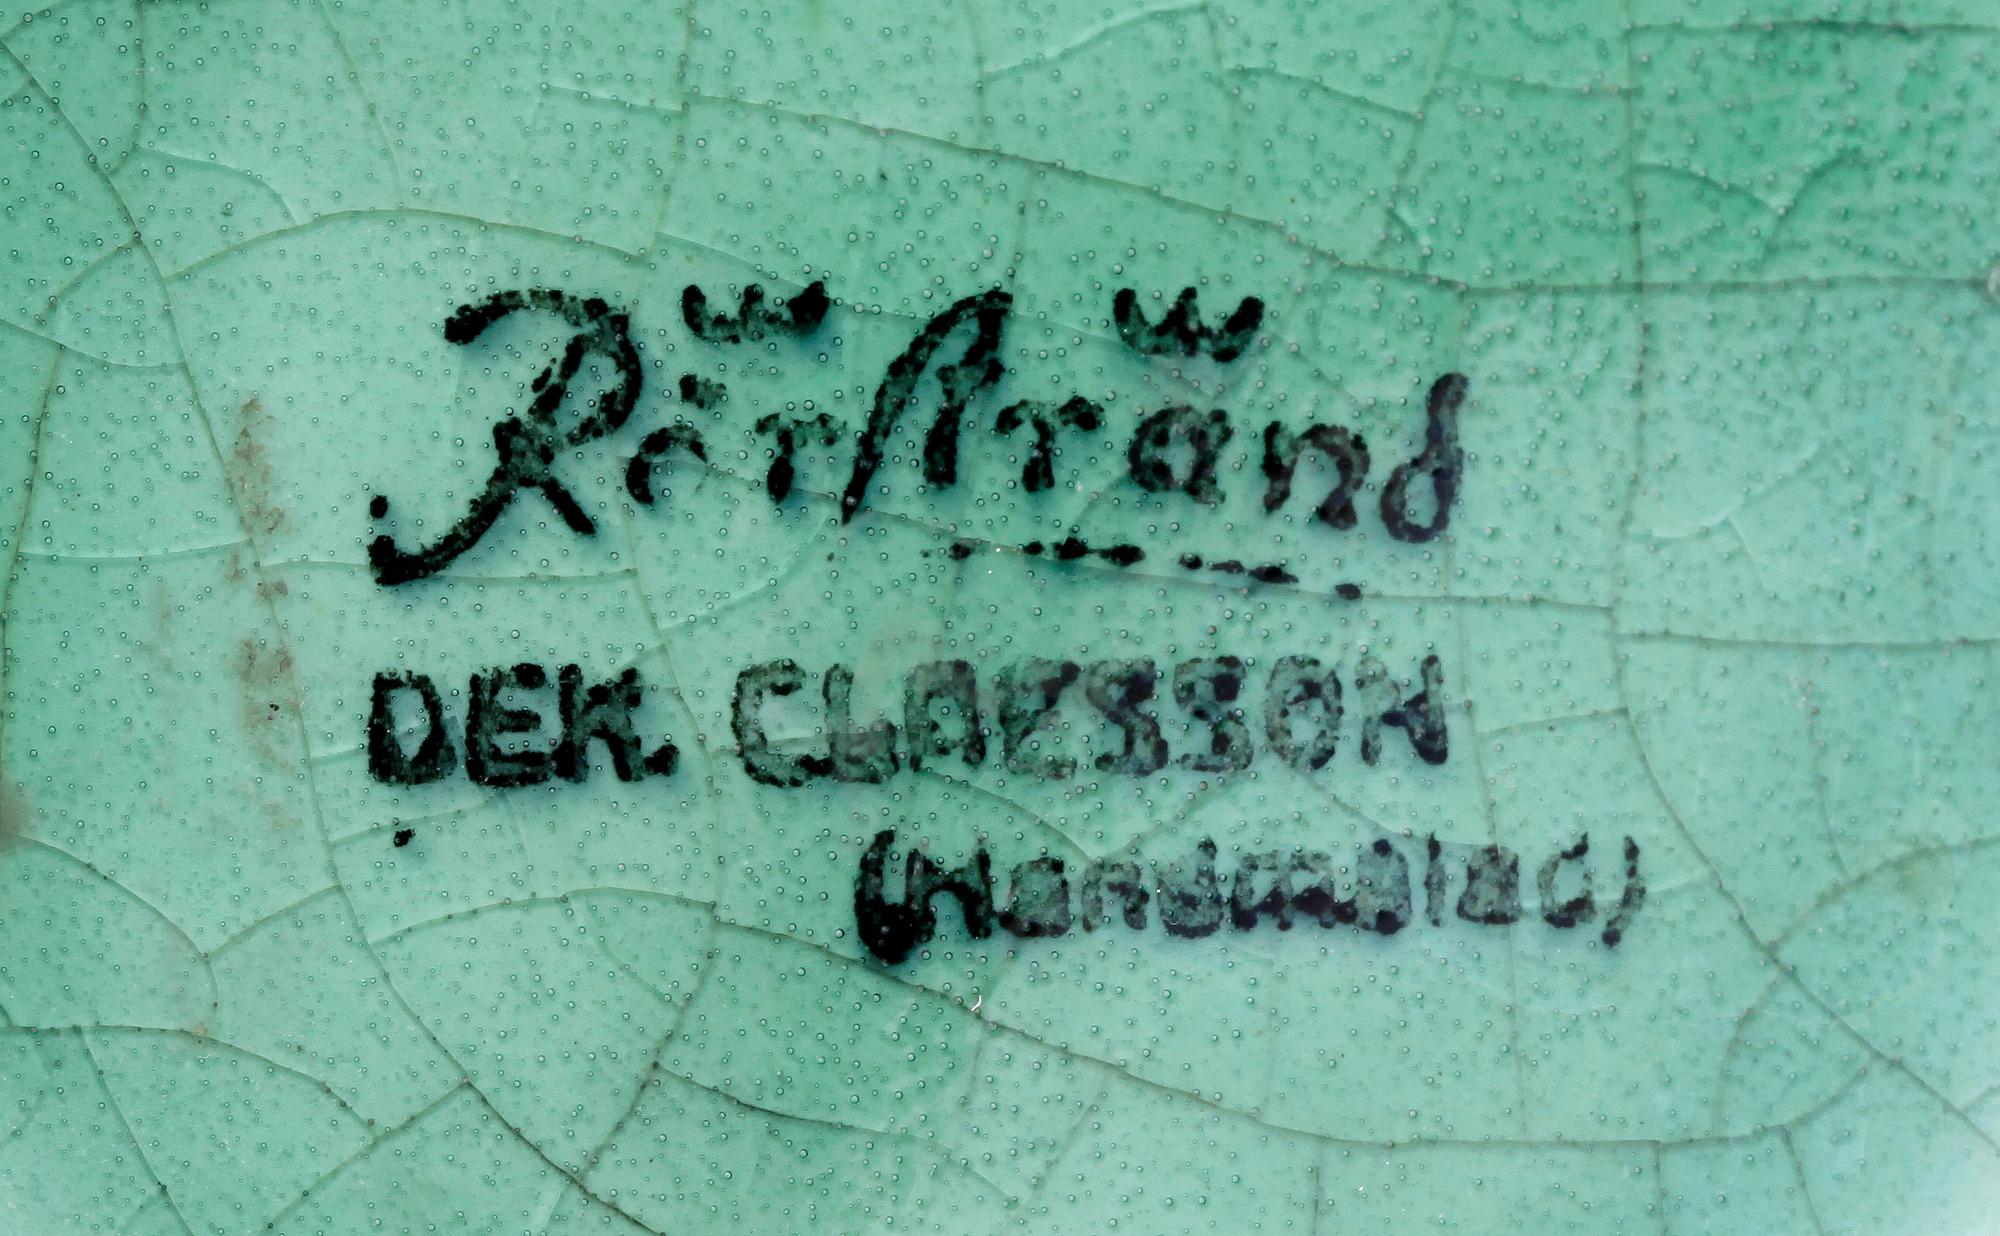 Rörstrand
DEK. CLAESSON
(Handmålad)